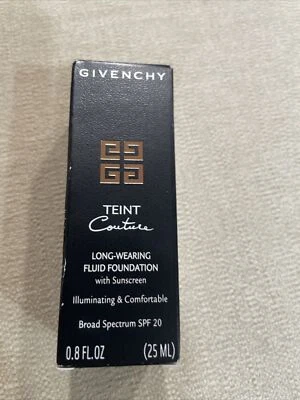 GIVENCHY
TEINT
Couture
LONG-WEARING
FLUID FOUNDATION
with Sunscreen
Illuminating & Comfortable
Broad Spectrum SPF 20
0.8 FL.OZ (25 ML)